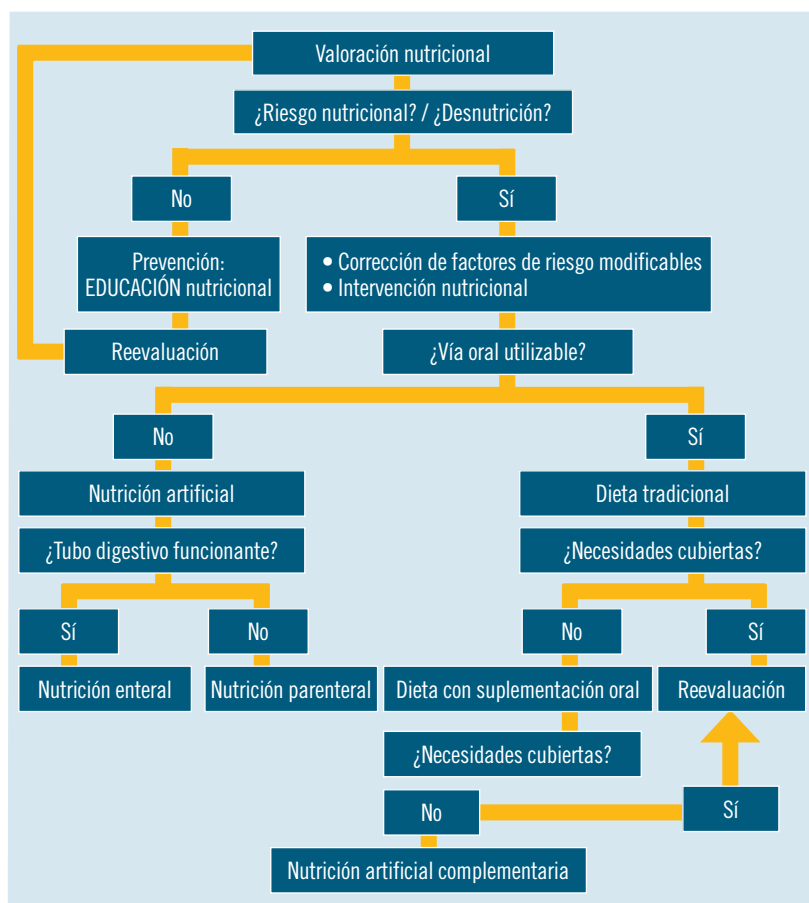 Valoración nutricional
¿Riesgo nutricional? / ¿Desnutrición?
No
Sí
Prevención:
EDUCACIÓN nutricional
• Corrección de factores de riesgo modificables
• Intervención nutricional
Reevaluación
¿Vía oral utilizable?
No
Sí
Nutrición artificial
Dieta tradicional
¿Tubo digestivo funcionante?
¿Necesidades cubiertas?
Sí
No
No
Sí
Nutrición enteral
Nutrición parenteral
Dieta con suplementación oral
Reevaluación
¿Necesidades cubiertas?
No
Sí
Nutrición artificial complementaria